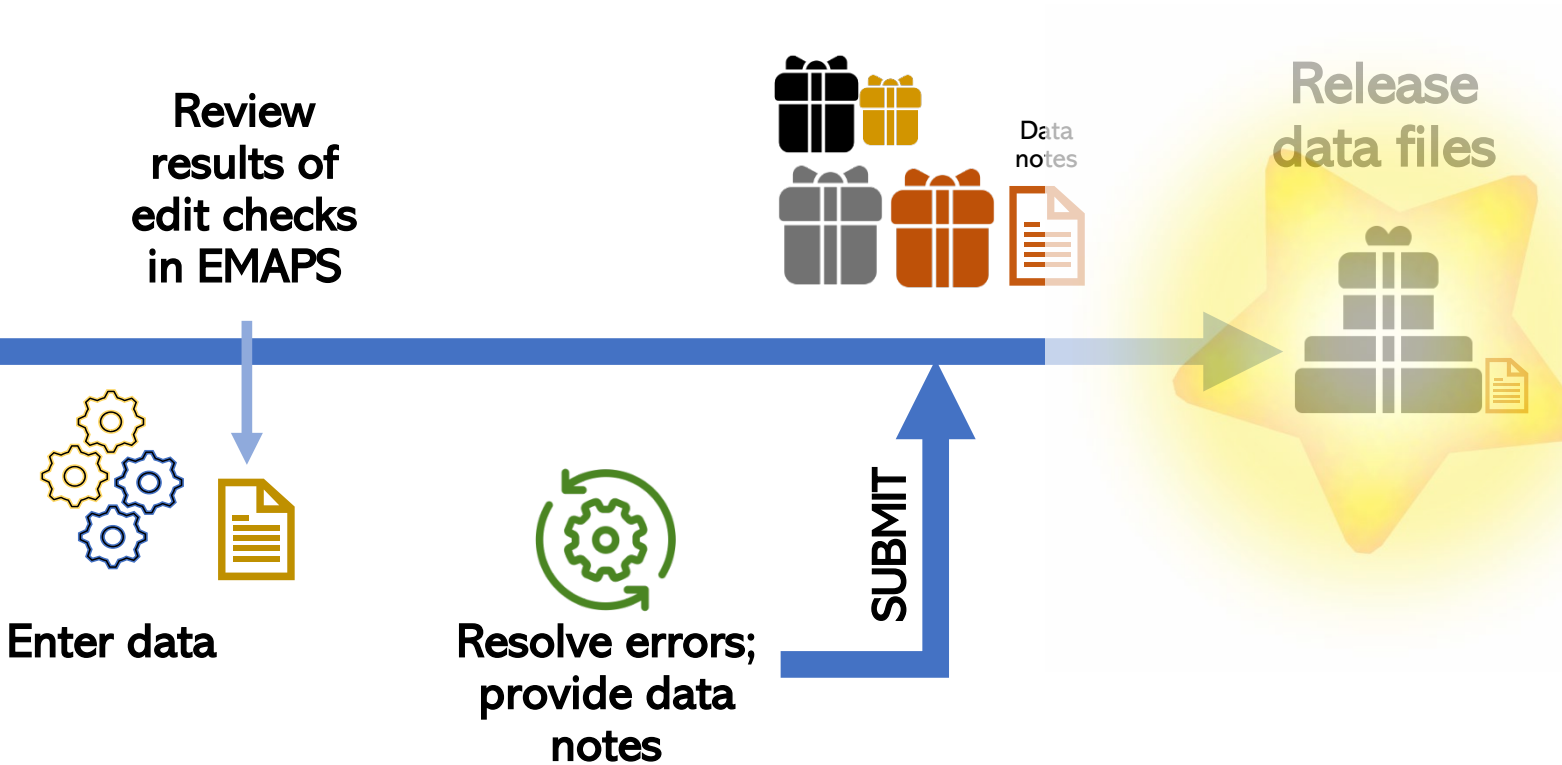 Review
results of
edit checks
in EMAPS
Enter data
Resolve errors;
provide data
notes
SUBMIT
Data
notes
Release
data files